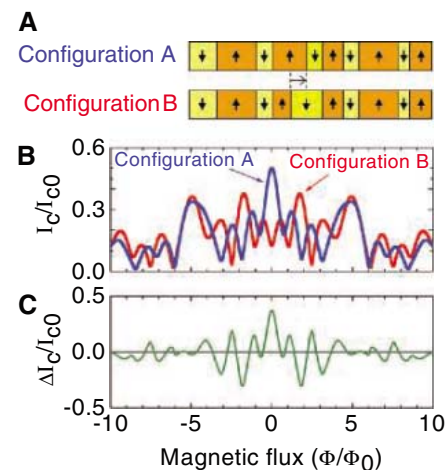 A
Configuration A
Configuration B
B
Configuration A
Configuration B
0.6
0.3
0.0
I_c/I_c0
C
0.5
0.0
-0.5
ΔI_c/I_c0
-10 -5 0 5 10
Magnetic flux (Φ/Φ_0)